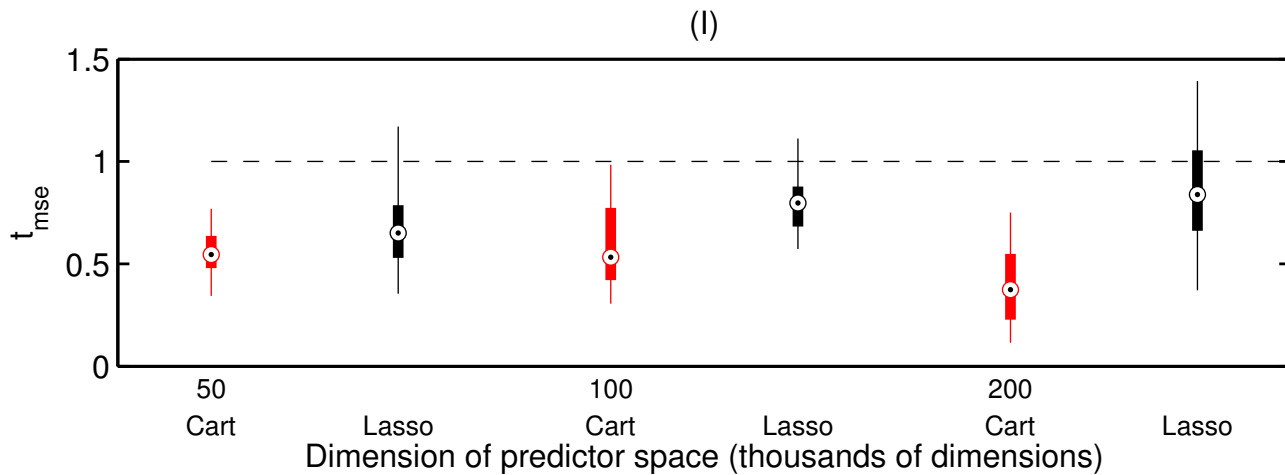 (I)
1.5
1
0.5
0
t_mse
50 100 200
Cart Lasso Cart Lasso Cart Lasso
Dimension of predictor space (thousands of dimensions)